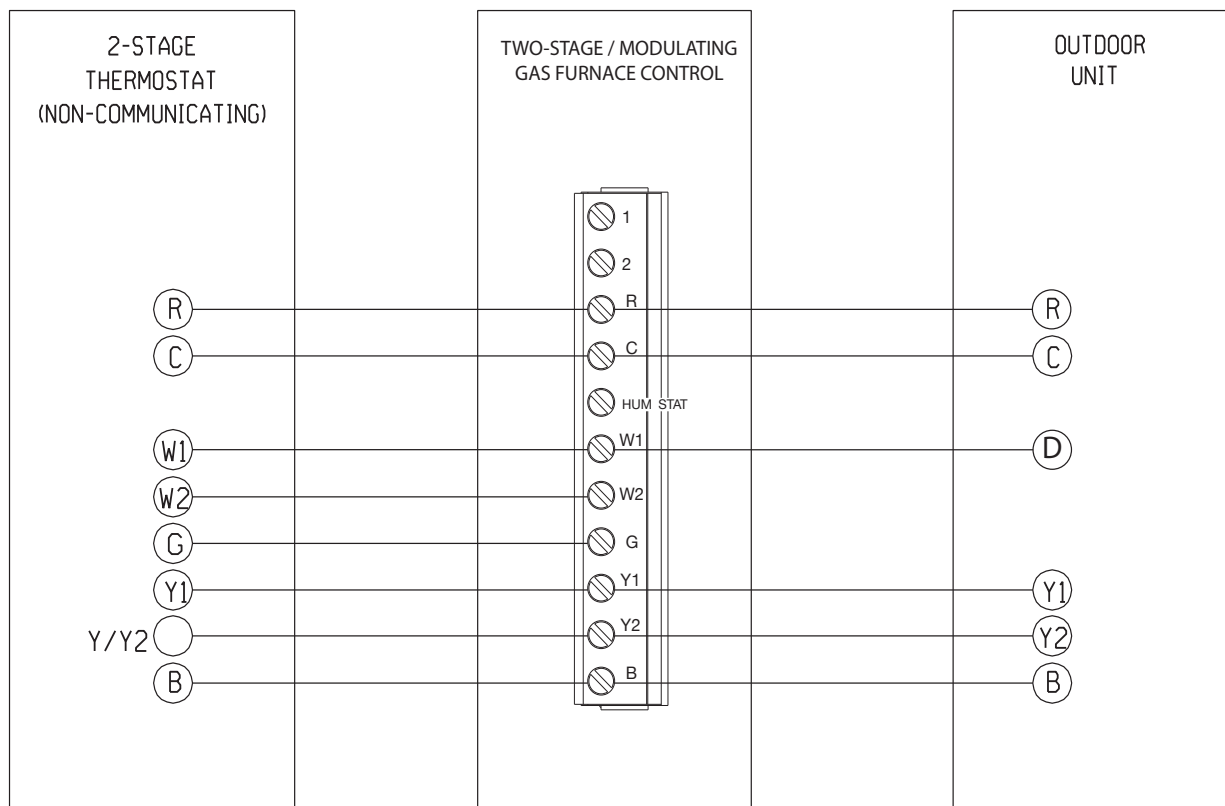 2-STAGE
THERMOSTAT
(NON-COMMUNICATING)
TWO-STAGE / MODULATING
GAS FURNACE CONTROL
OUTDOOR
UNIT
1
2
R R R
C C C
HUM STAT
W1 W1 D
W2 W2
G G
Y1 Y1 Y1
Y/Y2 Y2 Y2
B B B